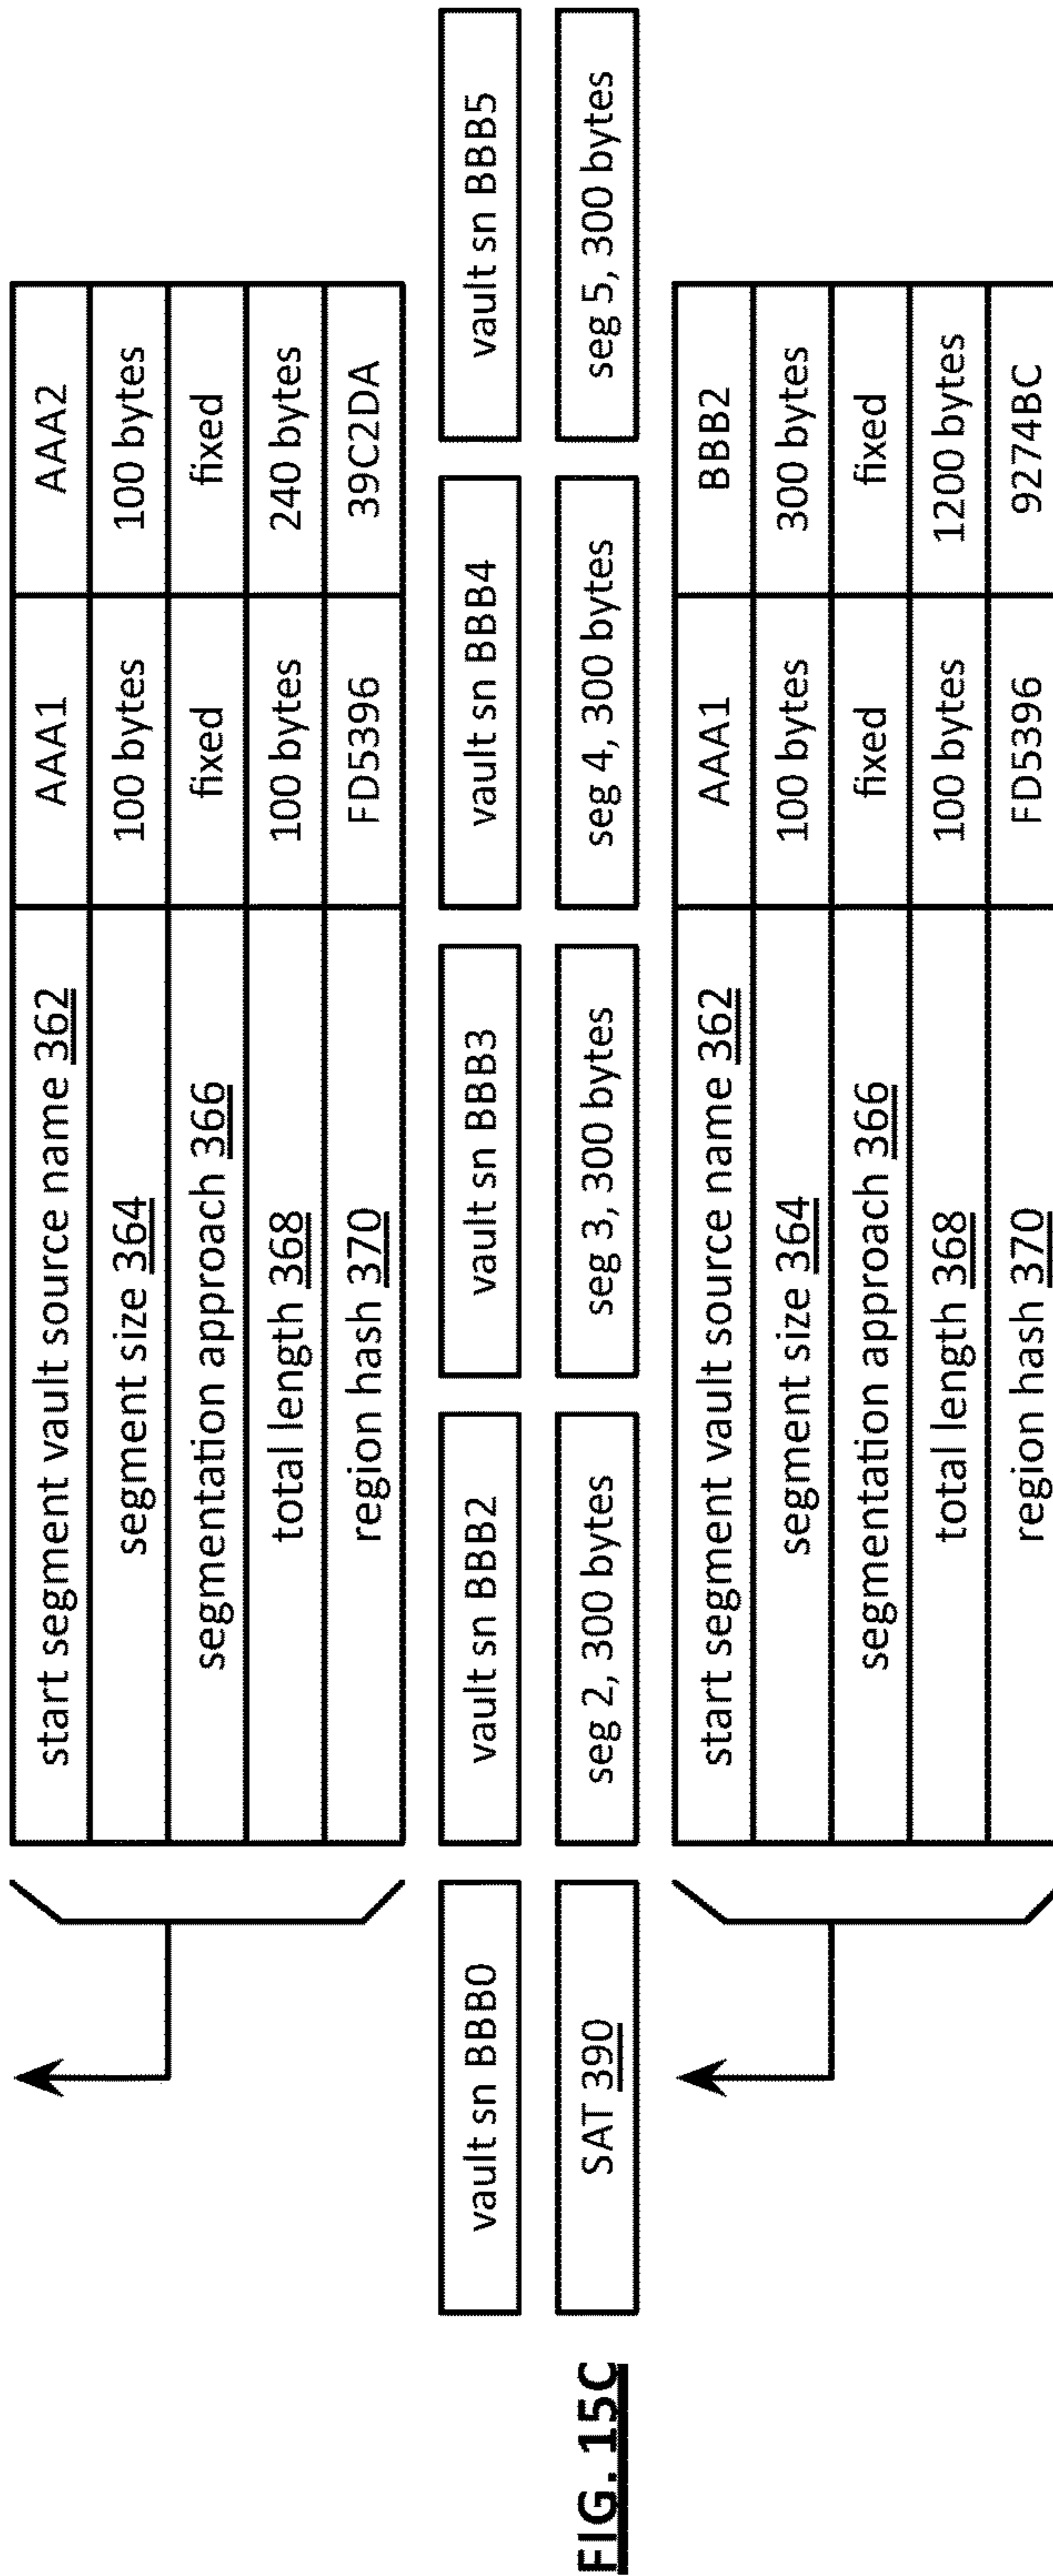 start segment vault source name 362 AAA1 AAA2
segment size 364 100 bytes 100 bytes
segmentation approach 366 fixed fixed
total length 368 100 bytes 240 bytes
region hash 370 FD5396 39C2DA
vault sn BBB0 vault sn BBB2 vault sn BBB3 vault sn BBB4 vault sn BBB5
SAT 390 seg 2, 300 bytes seg 3, 300 bytes seg 4, 300 bytes seg 5, 300 bytes
FIG. 15C
start segment vault source name 362 AAA1 BBB2
segment size 364 100 bytes 300 bytes
segmentation approach 366 fixed fixed
total length 368 100 bytes 1200 bytes
region hash 370 FD5396 9274BC